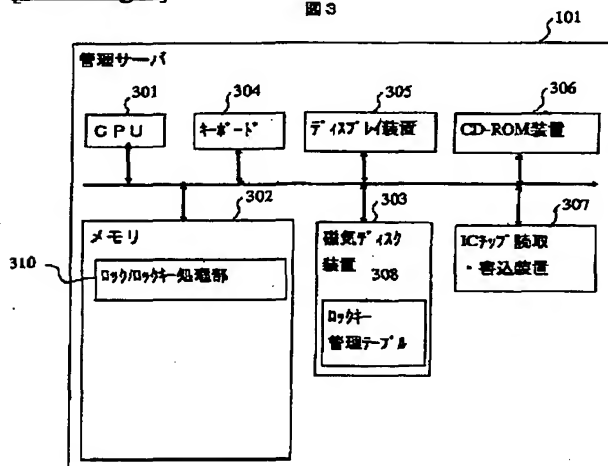 図3
101
管理サーバ
301
304
305
306
CPU
キーボード
ディスプレイ装置
CD-ROM装置
302
303
307
メモリ
磁気ディスク
装置
308
ICチップ読取
・書込装置
310
ロック/ロックキー処理部
ロックキー
管理テーブル